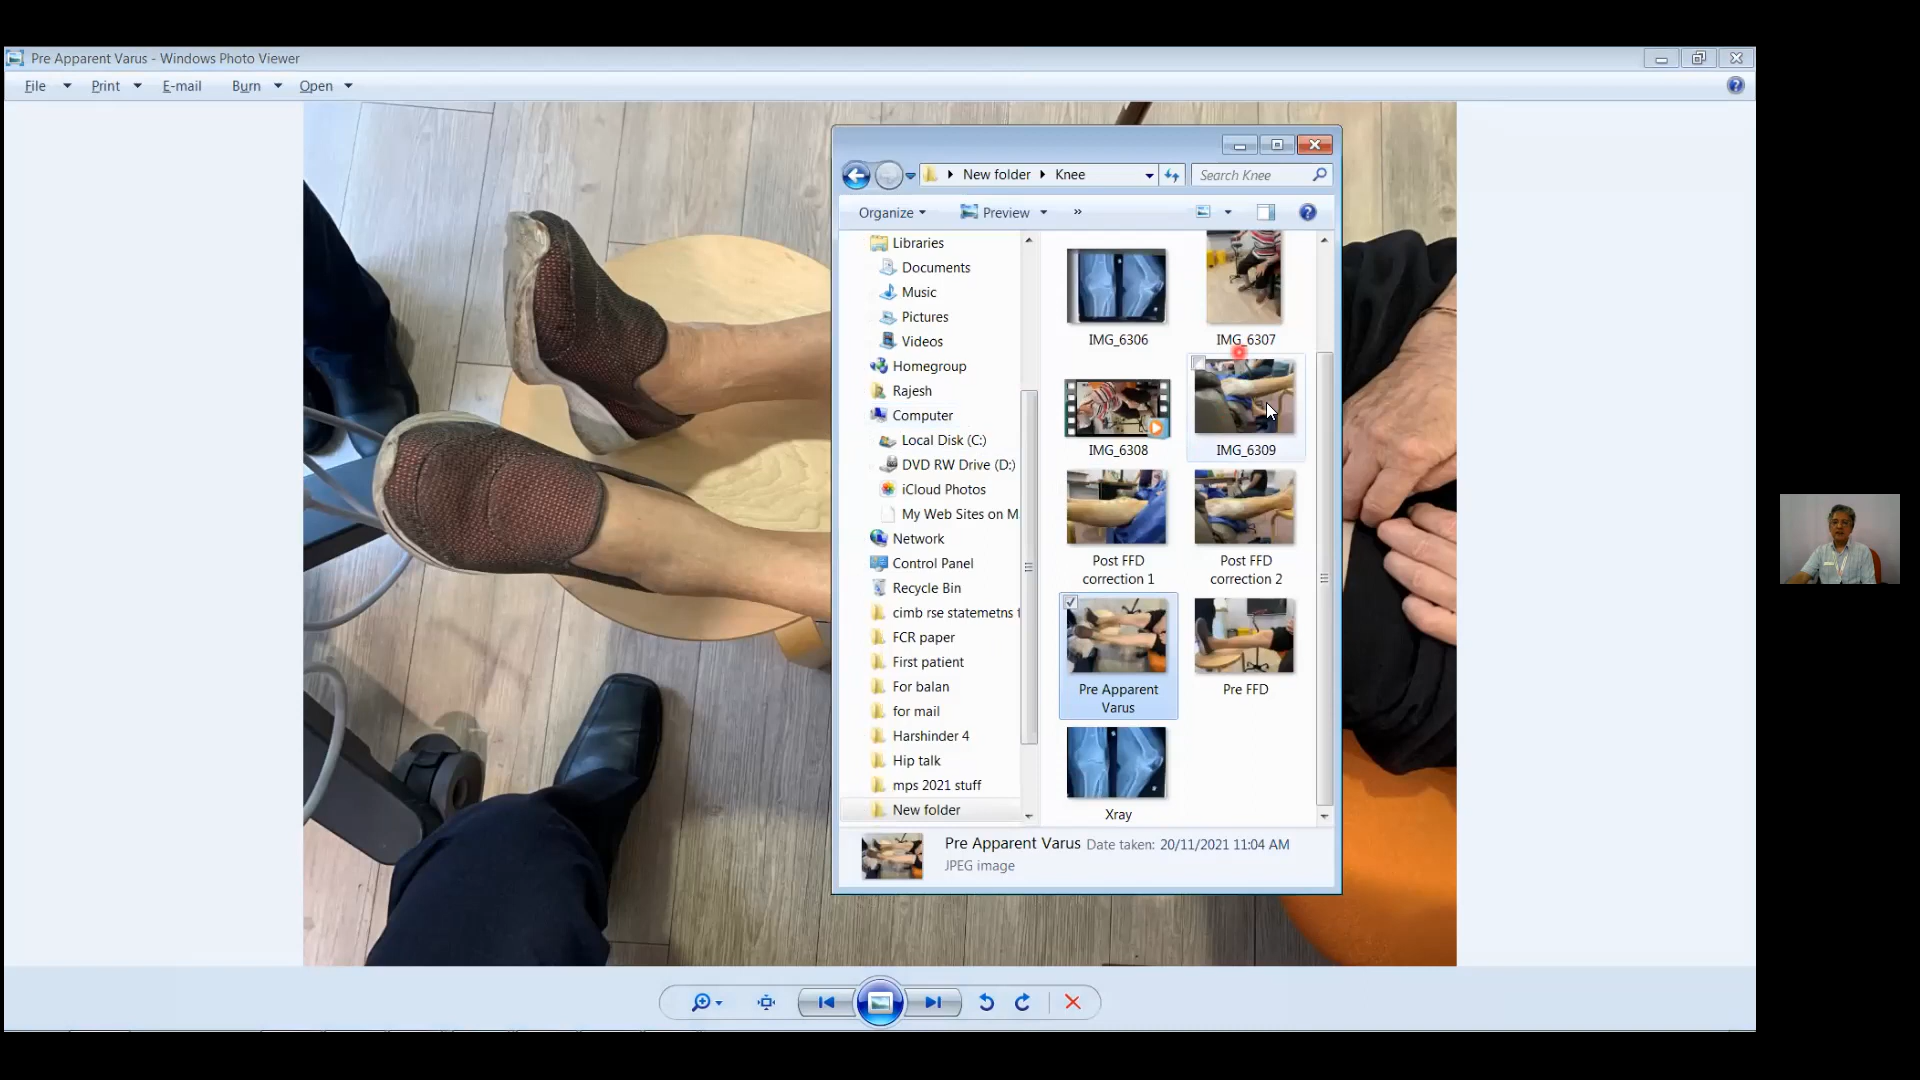 Pre Apparent Varus - Windows Photo Viewer
File Print E-mail Burn Open
New folder Knee
Search Knee
Organize Preview »
Libraries
Documents
Music
Pictures
Videos
Homegroup
Rajesh
Computer
Local Disk (C:)
DVD RW Drive (D:)
iCloud Photos
My Web Sites on M
Network
Control Panel
Recycle Bin
cimb rse statemetns f
FCR paper
First patient
For balan
for mail
Harshinder 4
Hip talk
mps 2021 stuff
New folder
IMG_6306
IMG_6307
IMG_6308
IMG_6309
Post FFD
correction 1
Post FFD
correction 2
Pre Apparent
Varus
Pre FFD
Xray
Pre Apparent Varus Date taken: 20/11/2021 11:04 AM
JPEG image